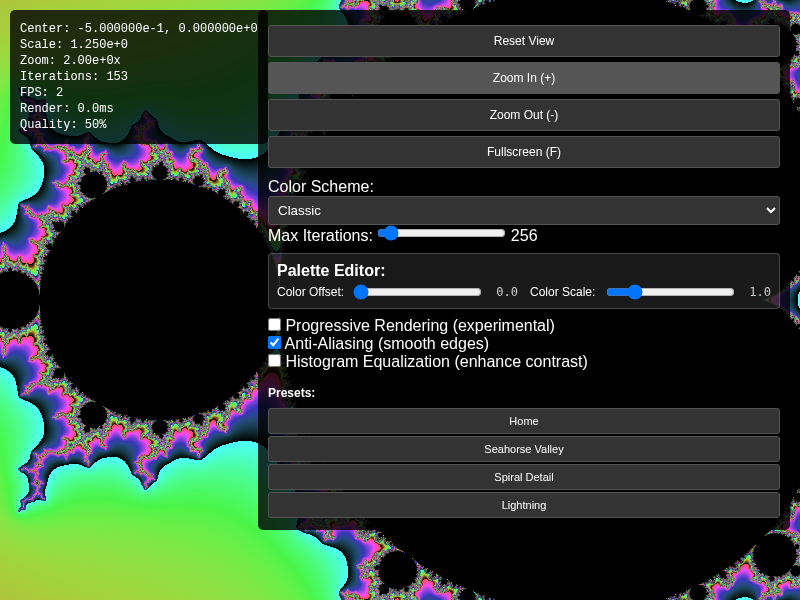 Center: -5.000000e-1, 0.000000e+0
Scale: 1.250e+0
Zoom: 2.00e+0x
Iterations: 153
FPS: 2
Render: 0.0ms
Quality: 50%
Reset View
Zoom In (+)
Zoom Out (-)
Fullscreen (F)
Color Scheme:
Classic
Max Iterations: 256
Palette Editor:
Color Offset: 0.0 Color Scale: 1.0
Progressive Rendering (experimental)
Anti-Aliasing (smooth edges)
Histogram Equalization (enhance contrast)
Presets:
Home
Seahorse Valley
Spiral Detail
Lightning